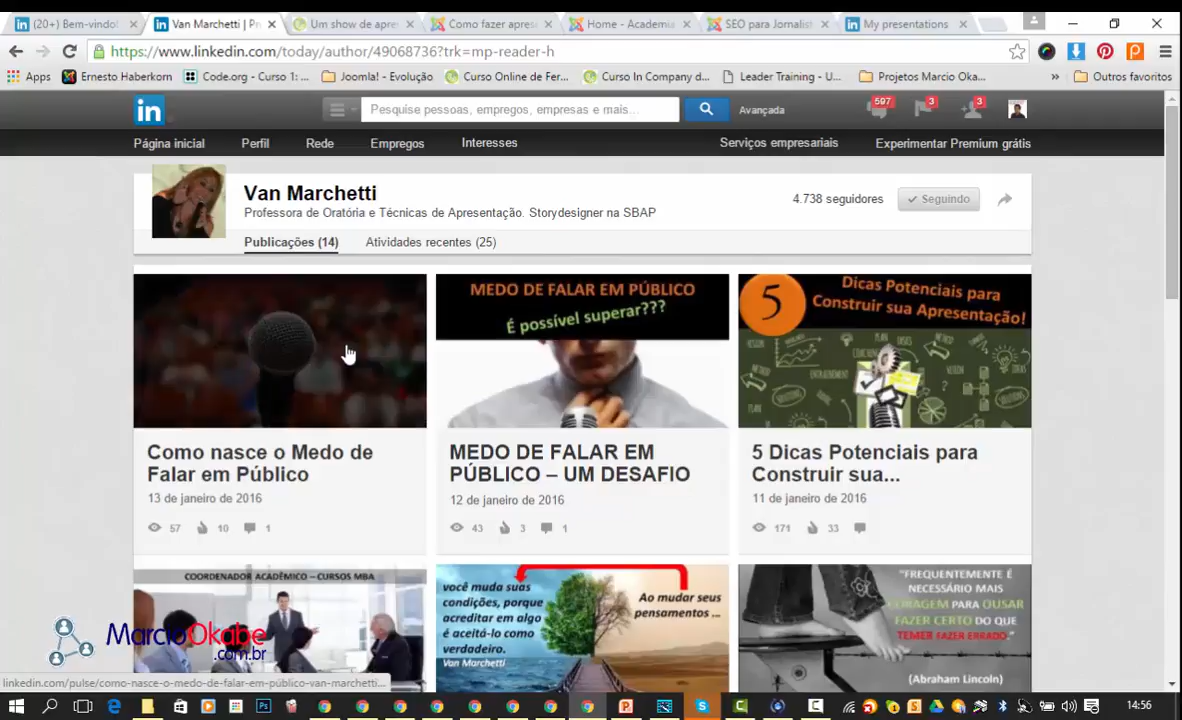 (20+) Bem-vindo!
Van Marchetti | Pr
Um show de apre
Como fazer apres
Home - Academia
SEO para Jornalis
My presentations
https://www.linkedin.com/today/author/49068736?trk=mp-reader-h
Apps
Ernesto Haberkorn
Code.org - Curso 1:...
Joomla! - Evolução
Curso Online de Fer...
Curso In Company d...
Leader Training - U...
Projetos Marcio Oka...
»
Outros favoritos
in
Pesquise pessoas, empregos, empresas e mais...
Avançada
597
3
3
Página inicial
Perfil
Rede
Empregos
Interesses
Serviços empresariais
Experimentar Premium grátis
Van Marchetti
Professora de Oratória e Técnicas de Apresentação. Storydesigner na SBAP
4.738 seguidores
Seguindo
Publicações (14)
Atividades recentes (25)
MEDO DE FALAR EM PÚBLICO
É possível superar???
5
Dicas Potenciais para
Construir sua Apresentação!
Como nasce o Medo de
Falar em Público
13 de janeiro de 2016
57
10
1
MEDO DE FALAR EM
PÚBLICO – UM DESAFIO
12 de janeiro de 2016
43
3
1
5 Dicas Potenciais para
Construir sua...
11 de janeiro de 2016
171
33
COORDENADOR ACADÊMICO – CURSOS MBA
você muda suas
condições, porque
acreditar em algo
é aceitá-lo como
verdadeiro.
Van Marchetti
Ao mudar seus
pensamentos ...
"FREQUENTEMENTE É
NECESSÁRIO MAIS
CORAGEM PARA OUSAR
FAZER CERTO DO QUE
TEMER FAZER ERRADO."
(Abraham Lincoln)
MarcioOkabe
.com.br
linkedin.com/pulse/como-nasce-o-medo-de-falar-em-público-van-marchetti...
14:56